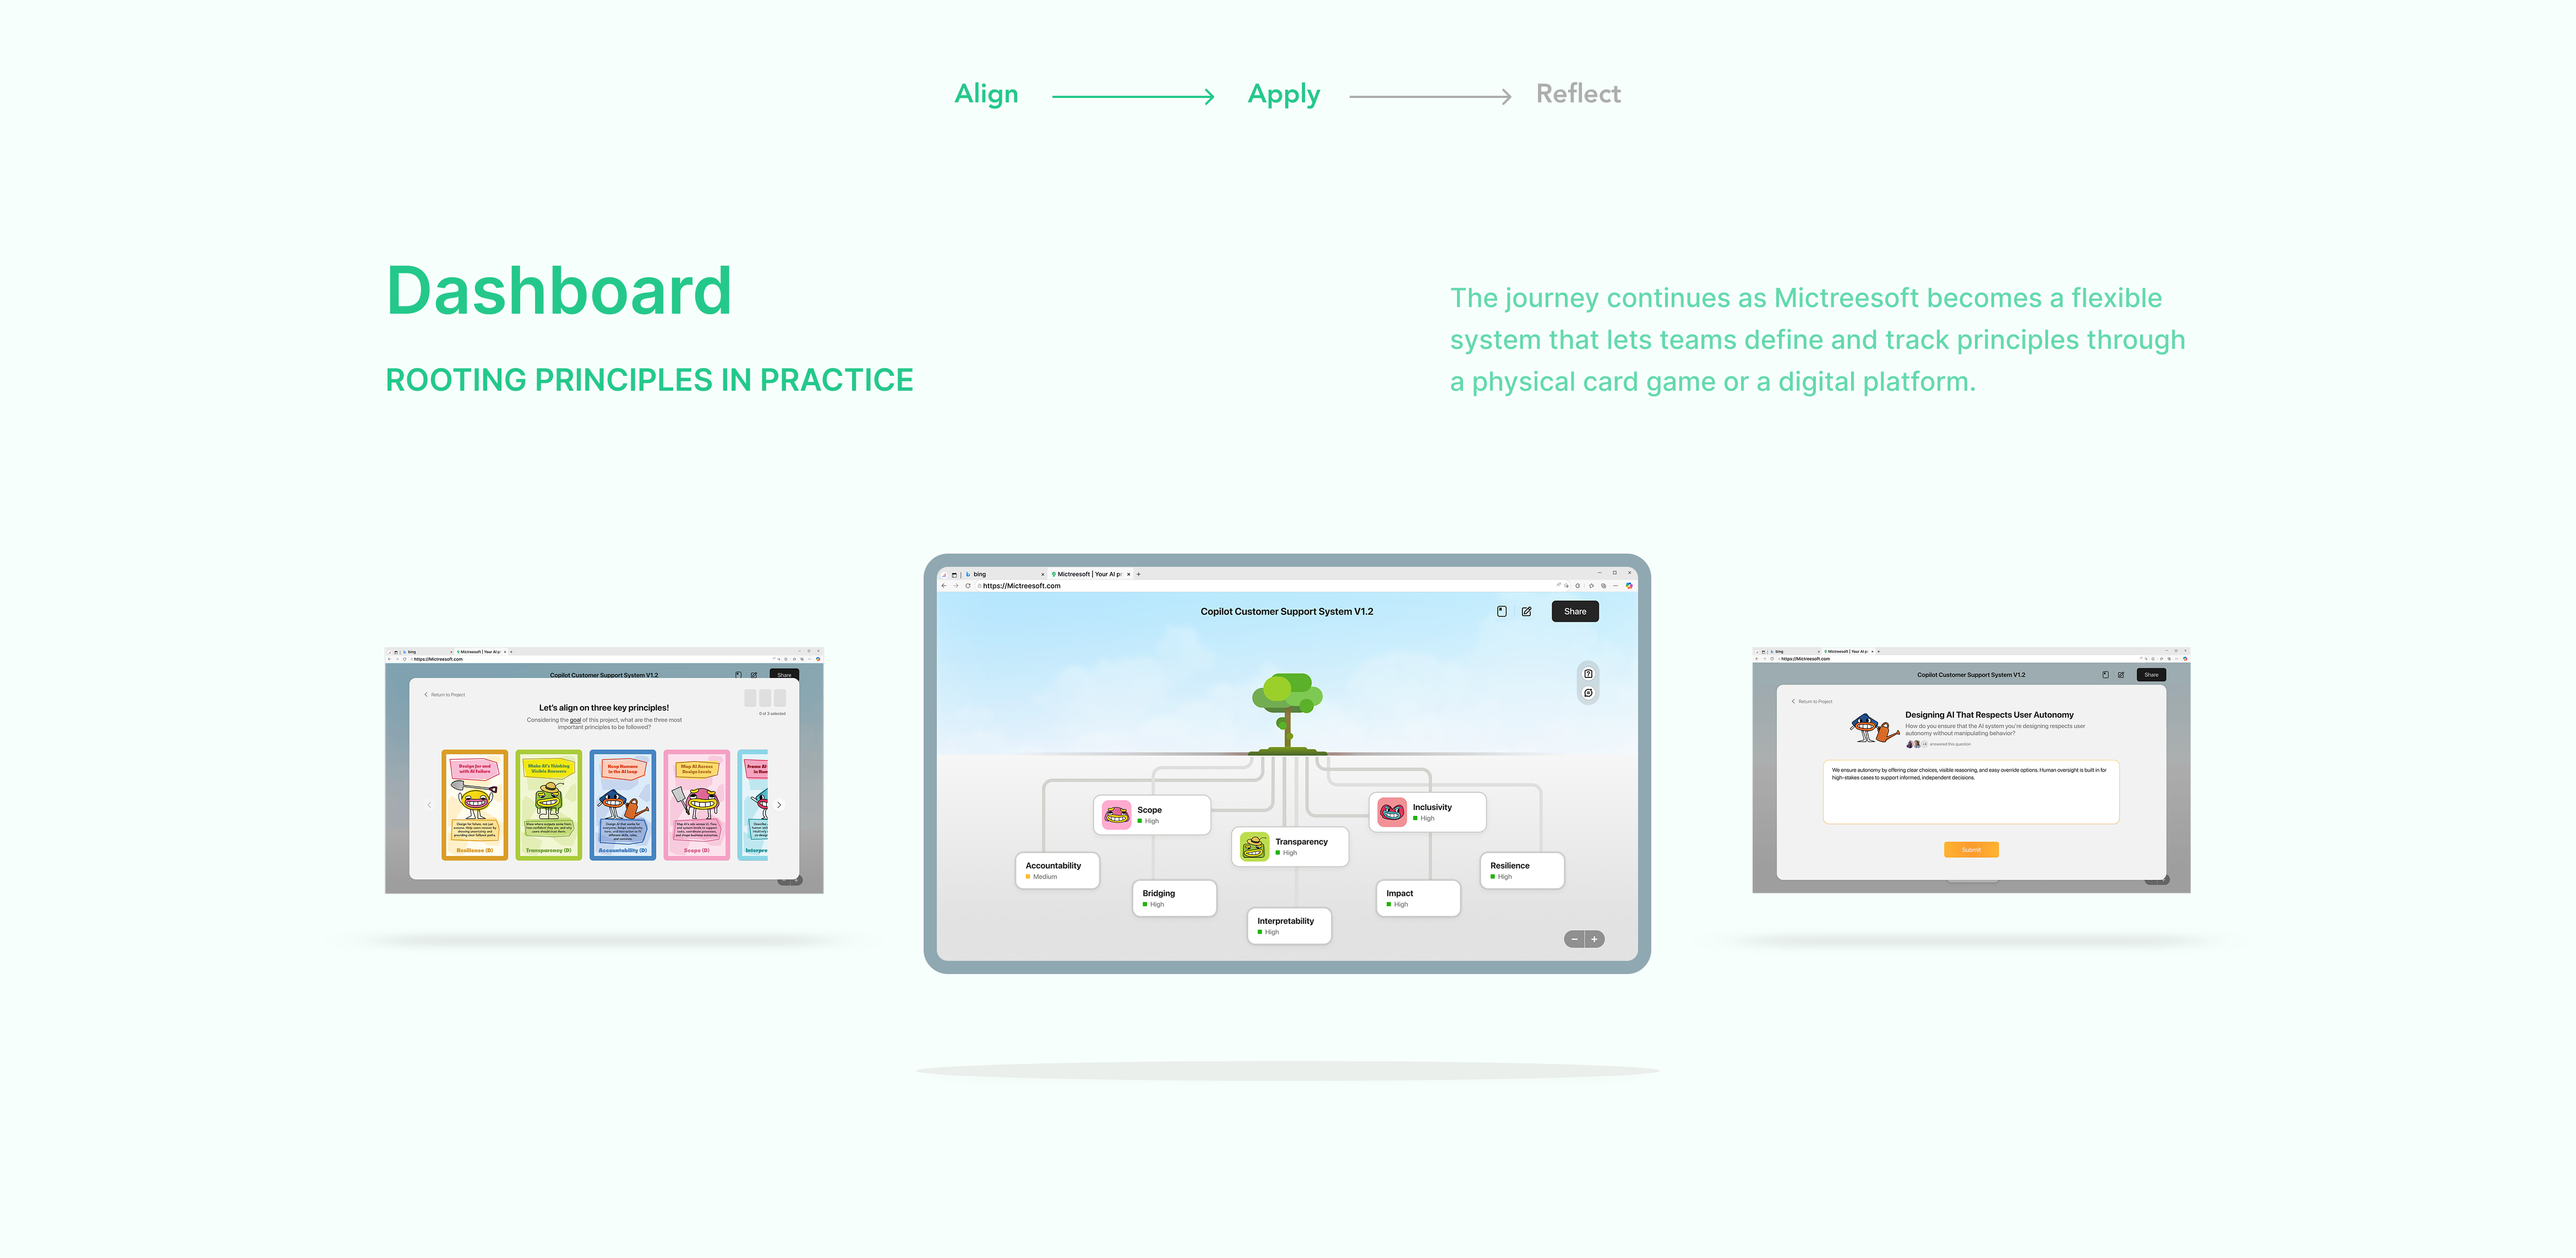 Align
Apply
Reflect
Dashboard
ROOTING PRINCIPLES IN PRACTICE
The journey continues as Mictreesoft becomes a flexible
system that lets teams define and track principles through
a physical card game or a digital platform.
bing
Mictreesoft | Your AI p
https://Mictreesoft.com
Copilot Customer Support System V1.2
Share
Return to Project
Let's align on three key principles!
Considering the goal of this project, what are the three most
important principles to be followed?
0 of 3 selected
Design for and
with AI Failure
Resilience (D)
Make AI's Thinking
Visible Answers
Transparency (D)
Keep Humans
in the AI Loop
Accountability (D)
Map AI Across
Design Levels
Scope (D)
Interpre
bing
Mictreesoft | Your AI p
https://Mictreesoft.com
Copilot Customer Support System V1.2
Share
Scope
High
Inclusivity
High
Transparency
High
Accountability
Medium
Resilience
High
Bridging
High
Impact
High
Interpretability
High
bing
Mictreesoft | Your AI p
https://Mictreesoft.com
Copilot Customer Support System V1.2
Share
Return to Project
Designing AI That Respects User Autonomy
How do you ensure that the AI system you're designing respects user
autonomy without manipulating behavior?
answered this question
We ensure autonomy by offering clear choices, visible reasoning, and easy override options. Human oversight is built in for
high-stakes cases to support informed, independent decisions.
Submit